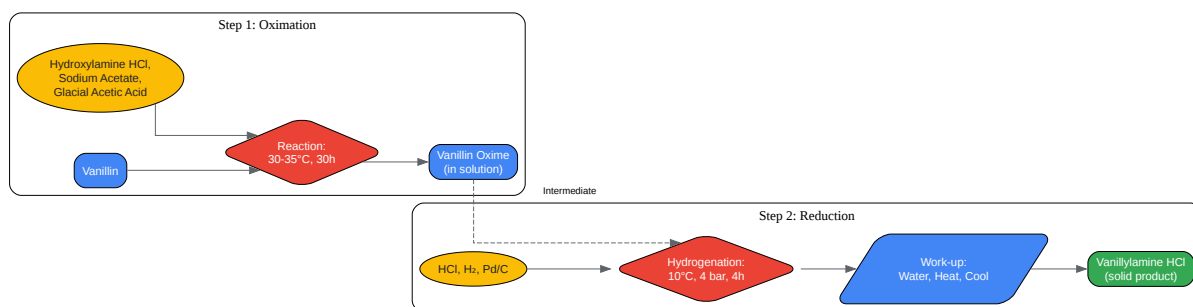 Step 1: Oximation
Hydroxylamine HCl,
Sodium Acetate,
Glacial Acetic Acid
Reaction:
30-35°C, 30h
Vanillin
Vanillin Oxime
(in solution)
Intermediate
Step 2: Reduction
HCl, H₂, Pd/C
Hydrogenation:
10°C, 4 bar, 4h
Work-up:
Water, Heat, Cool
Vanillylamine HCl
(solid product)